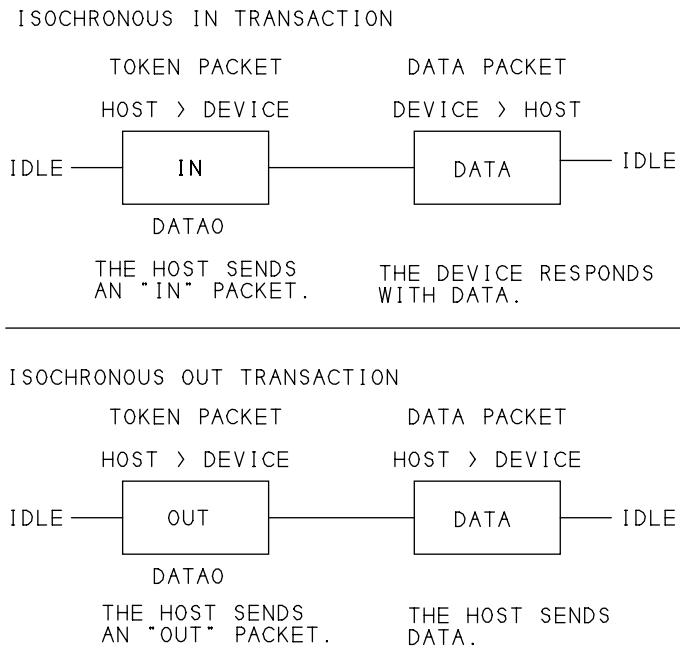 ISOCHRONOUS IN TRANSACTION
TOKEN PACKET DATA PACKET
HOST > DEVICE DEVICE > HOST
IDLE IN DATA IDLE
DATA0
THE HOST SENDS
AN "IN" PACKET.
THE DEVICE RESPONDS
WITH DATA.
ISOCHRONOUS OUT TRANSACTION
TOKEN PACKET DATA PACKET
HOST > DEVICE HOST > DEVICE
IDLE OUT DATA IDLE
DATA0
THE HOST SENDS
AN "OUT" PACKET.
THE HOST SENDS
DATA.